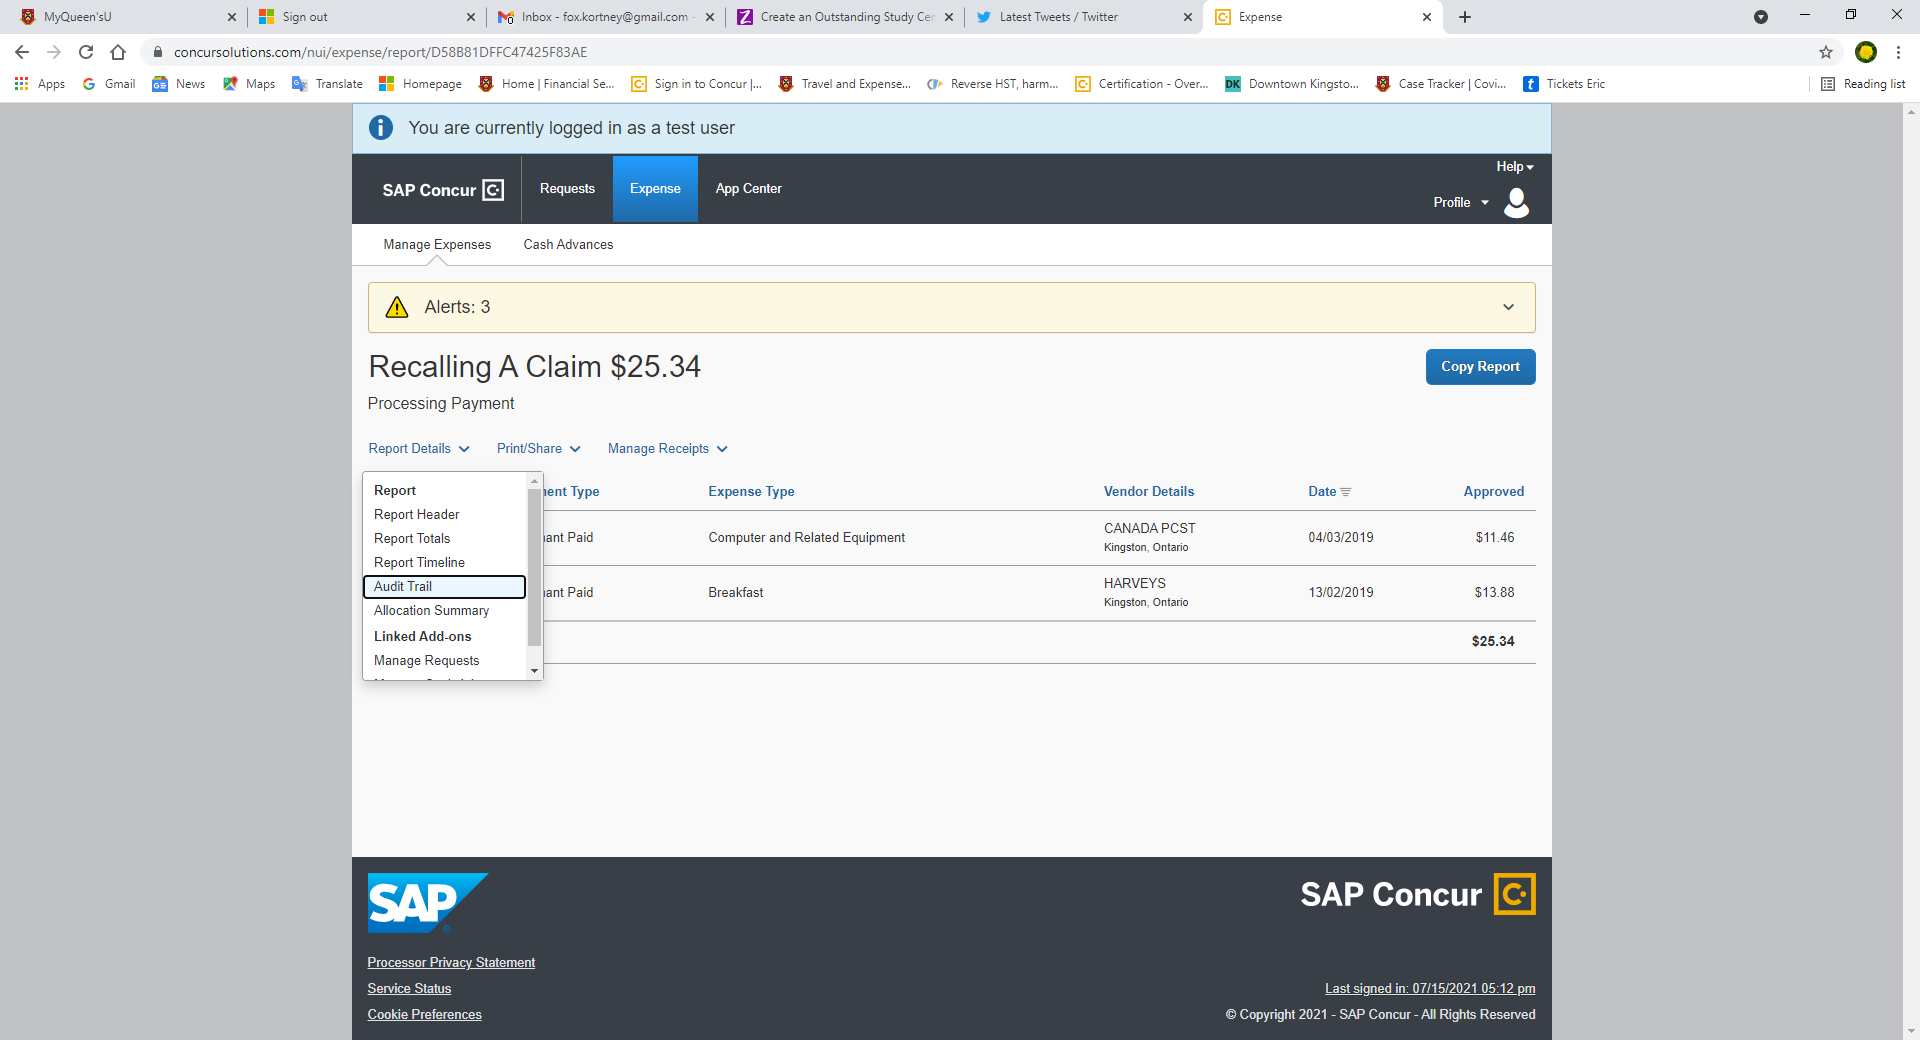 MyQueen'sU
Sign out
Inbox - fox.kortney@gmail.com -
Create an Outstanding Study Cer
Latest Tweets / Twitter
Expense
concursolutions.com/nui/expense/report/D58B81DFFC47425F83AE
Apps
Gmail
News
Maps
Translate
Homepage
Home | Financial Se...
Sign in to Concur |...
Travel and Expense...
Reverse HST, harm...
Certification - Over...
DK
Downtown Kingsto...
Case Tracker | Covi...
Tickets Eric
Reading list
You are currently logged in as a test user
Help
SAP Concur
Requests
Expense
App Center
Profile
Manage Expenses
Cash Advances
Alerts: 3
Recalling A Claim $25.34
Copy Report
Processing Payment
Report Details
Print/Share
Manage Receipts
Report
Report Header
Report Totals
Report Timeline
Audit Trail
Allocation Summary
Linked Add-ons
Manage Requests
ent Type
Expense Type
Vendor Details
Date
Approved
ant Paid
Computer and Related Equipment
CANADA PCST
Kingston, Ontario
04/03/2019
$11.46
ant Paid
Breakfast
HARVEYS
Kingston, Ontario
13/02/2019
$13.88
$25.34
SAP
SAP Concur
Processor Privacy Statement
Service Status
Last signed in: 07/15/2021 05:12 pm
Cookie Preferences
© Copyright 2021 - SAP Concur - All Rights Reserved